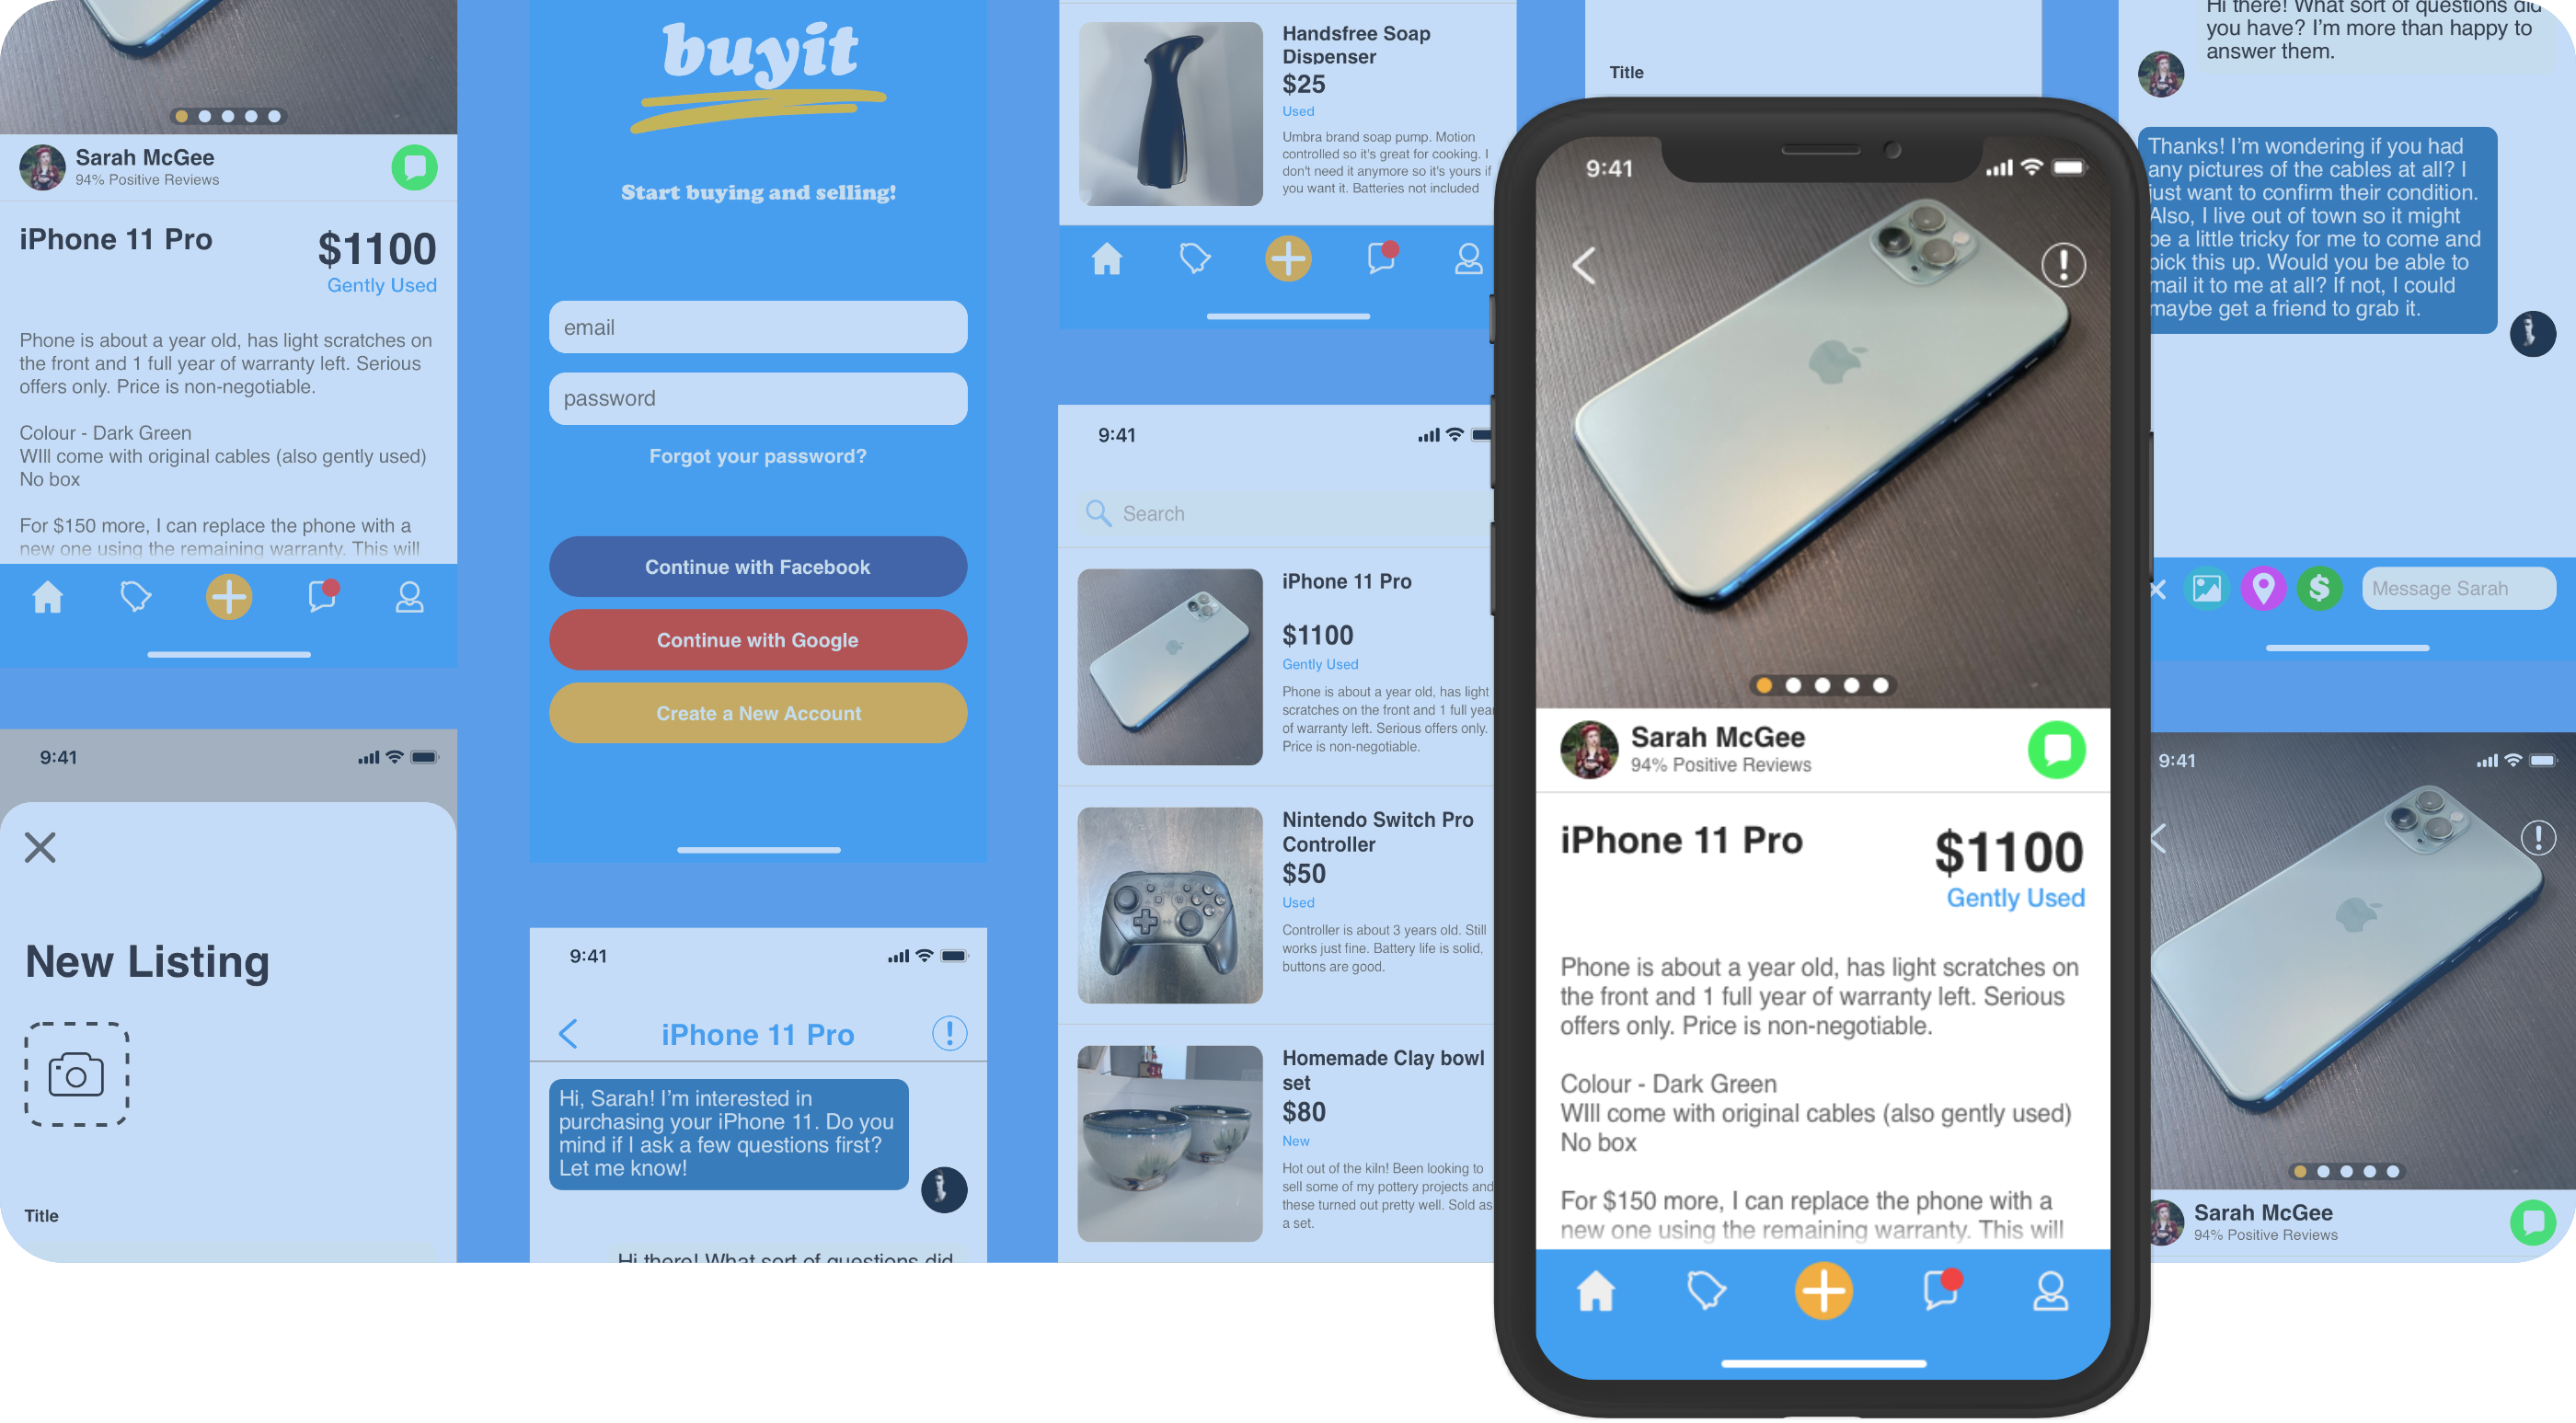 Sarah McGee
94% Positive Reviews
iPhone 11 Pro
$1100
Gently Used
Phone is about a year old, has light scratches on
the front and 1 full year of warranty left. Serious
offers only. Price is non-negotiable.
Colour - Dark Green
WIll come with original cables (also gently used)
No box
For $150 more, I can replace the phone with a
new one using the remaining warranty. This will
9:41
New Listing
Title
buyit
Start buying and selling!
email
password
Forgot your password?
Continue with Facebook
Continue with Google
Create a New Account
9:41
iPhone 11 Pro
Hi, Sarah! I'm interested in
purchasing your iPhone 11. Do you
mind if I ask a few questions first?
Let me know!
Hi there! What sort of questions did
Handsfree Soap
Dispenser
$25
Used
Umbra brand soap pump. Motion
controlled so it's great for cooking. I
don't need it anymore so it's yours if
you want it. Batteries not included
9:41
Search
iPhone 11 Pro
$1100
Gently Used
Phone is about a year old, has light
scratches on the front and 1 full year
of warranty left. Serious offers only.
Price is non-negotiable.
Nintendo Switch Pro
Controller
$50
Used
Controller is about 3 years old. Still
works just fine. Battery life is solid,
buttons are good.
Homemade Clay bowl
set
$80
New
Hot out of the kiln! Been looking to
sell some of my pottery projects and
these turned out pretty well. Sold as
a set.
Title
9:41
Sarah McGee
94% Positive Reviews
iPhone 11 Pro
$1100
Gently Used
Phone is about a year old, has light scratches on
the front and 1 full year of warranty left. Serious
offers only. Price is non-negotiable.
Colour - Dark Green
WIll come with original cables (also gently used)
No box
For $150 more, I can replace the phone with a
new one using the remaining warranty. This will
Hi there! What sort of questions did
you have? I'm more than happy to
answer them.
Thanks! I'm wondering if you had
any pictures of the cables at all? I
just want to confirm their condition.
Also, I live out of town so it might
be a little tricky for me to come and
pick this up. Would you be able to
mail it to me at all? If not, I could
maybe get a friend to grab it.
$
Message Sarah
9:41
Sarah McGee
94% Positive Reviews